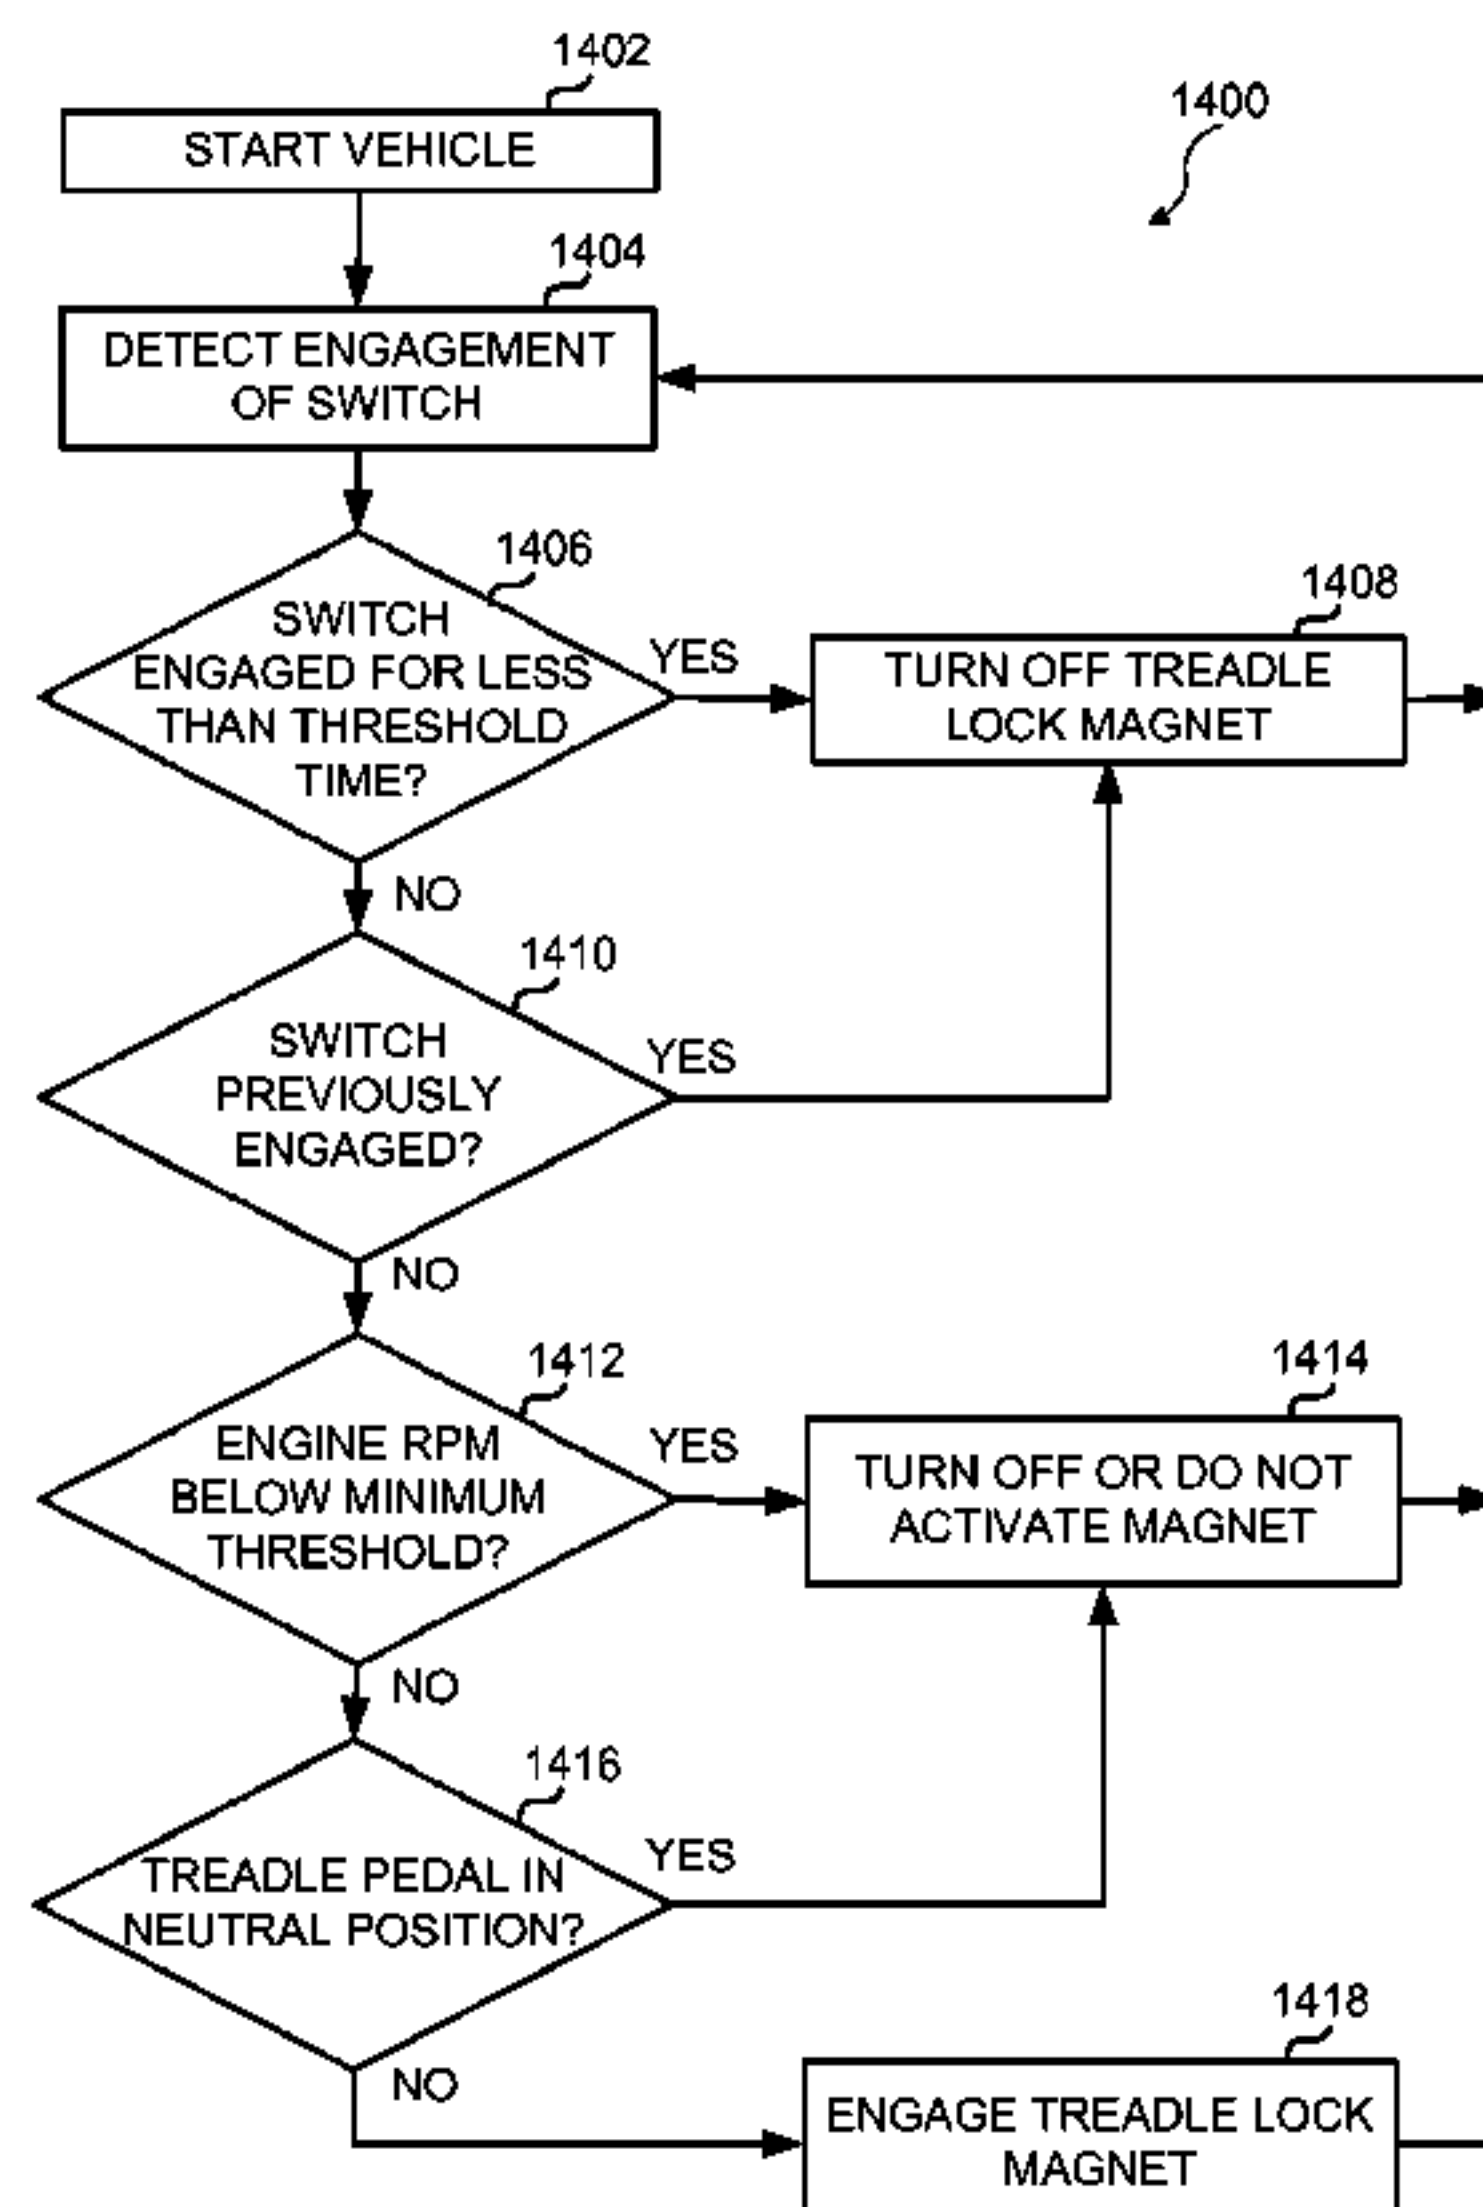 1402
START VEHICLE
1400
1404
DETECT ENGAGEMENT
OF SWITCH
1406
SWITCH
ENGAGED FOR LESS
THAN THRESHOLD
TIME?
YES
1408
TURN OFF TREADLE
LOCK MAGNET
NO
1410
SWITCH
PREVIOUSLY
ENGAGED?
YES
NO
1412
ENGINE RPM
BELOW MINIMUM
THRESHOLD?
YES
1414
TURN OFF OR DO NOT
ACTIVATE MAGNET
NO
1416
TREADLE PEDAL IN
NEUTRAL POSITION?
YES
NO
1418
ENGAGE TREADLE LOCK
MAGNET